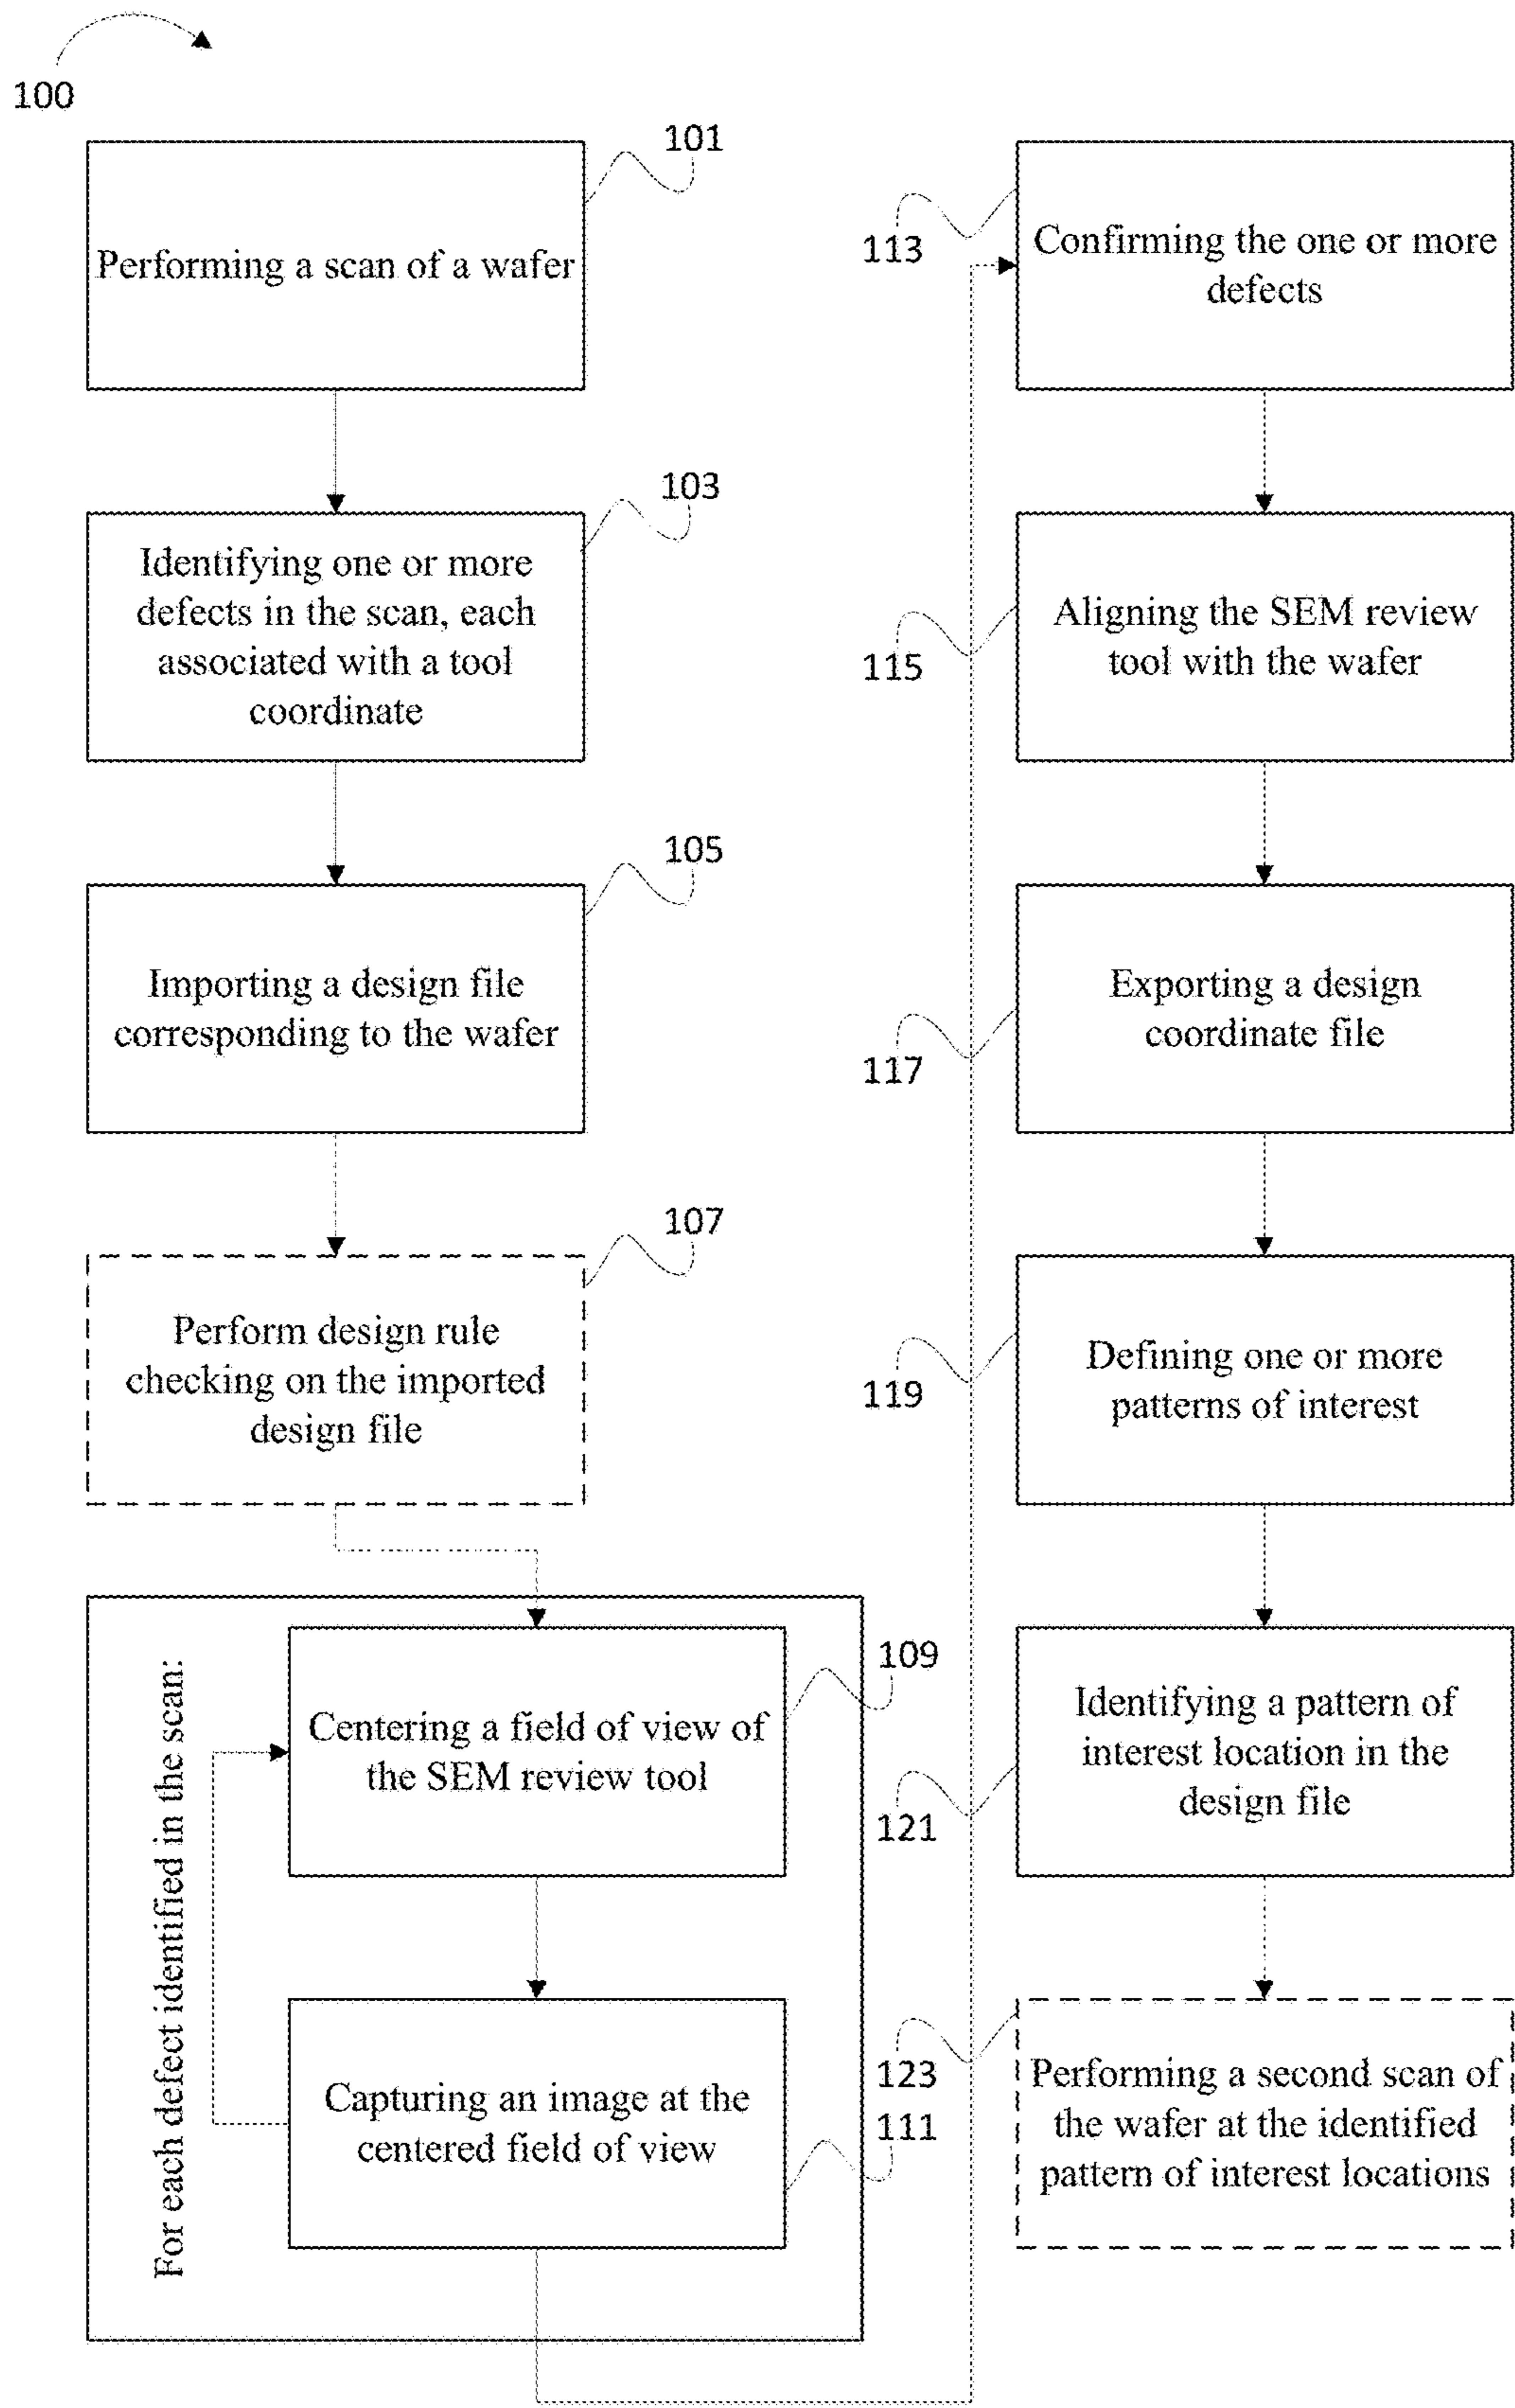 100
101
Performing a scan of a wafer
103
Identifying one or more
defects in the scan, each
associated with a tool
coordinate
105
Importing a design file
corresponding to the wafer
107
Perform design rule
checking on the imported
design file
For each defect identified in the scan:
109
Centering a field of view of
the SEM review tool
111
Capturing an image at the
centered field of view
113
Confirming the one or more
defects
115
Aligning the SEM review
tool with the wafer
117
Exporting a design
coordinate file
119
Defining one or more
patterns of interest
121
Identifying a pattern of
interest location in the
design file
123
Performing a second scan of
the wafer at the identified
pattern of interest locations